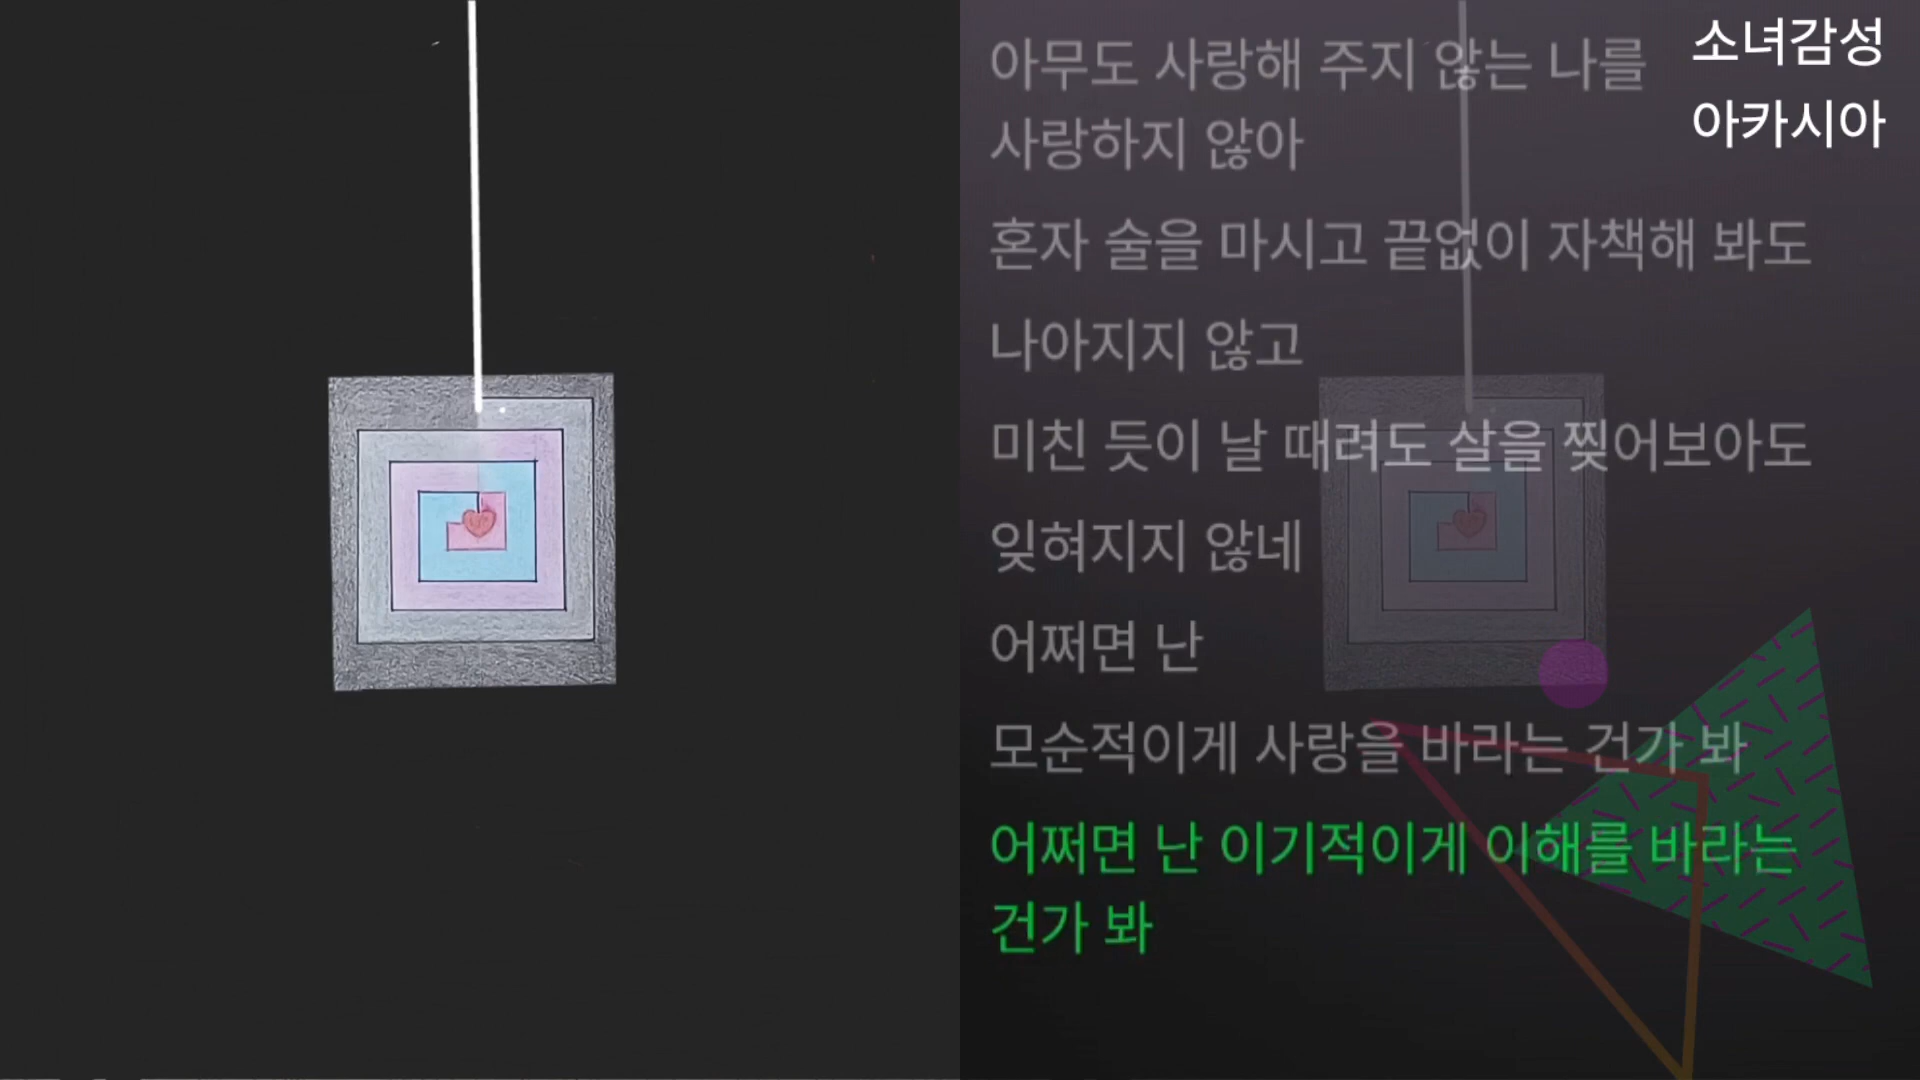 소녀감성
아카시아
아무도 사랑해 주지 않는 나를
사랑하지 않아
혼자 술을 마시고 끝없이 자책해 봐도
나아지지 않고
미친 듯이 날 때려도 살을 찢어보아도
잊혀지지 않네
어쩌면 난
모순적이게 사랑을 바라는 건가 봐
어쩌면 난 이기적이게 이해를 바라는
건가 봐